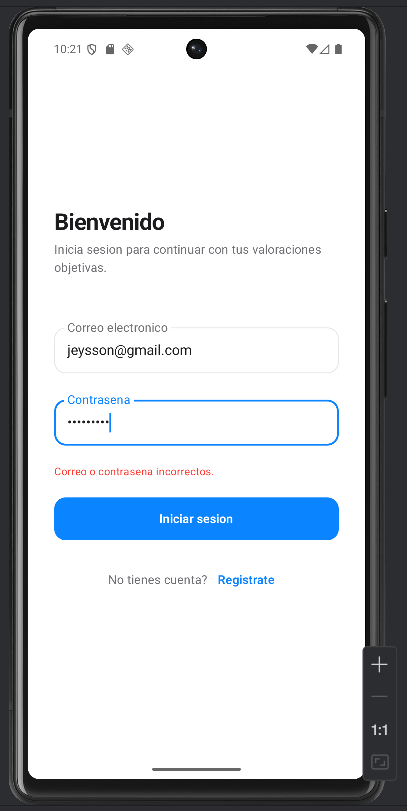 10:21
Bienvenido
Inicia sesion para continuar con tus valoraciones
objetivas.
Correo electronico
jeysson@gmail.com
Contrasena
•••••••••
Correo o contrasena incorrectos.
Iniciar sesion
No tienes cuenta? Registrate
1:1